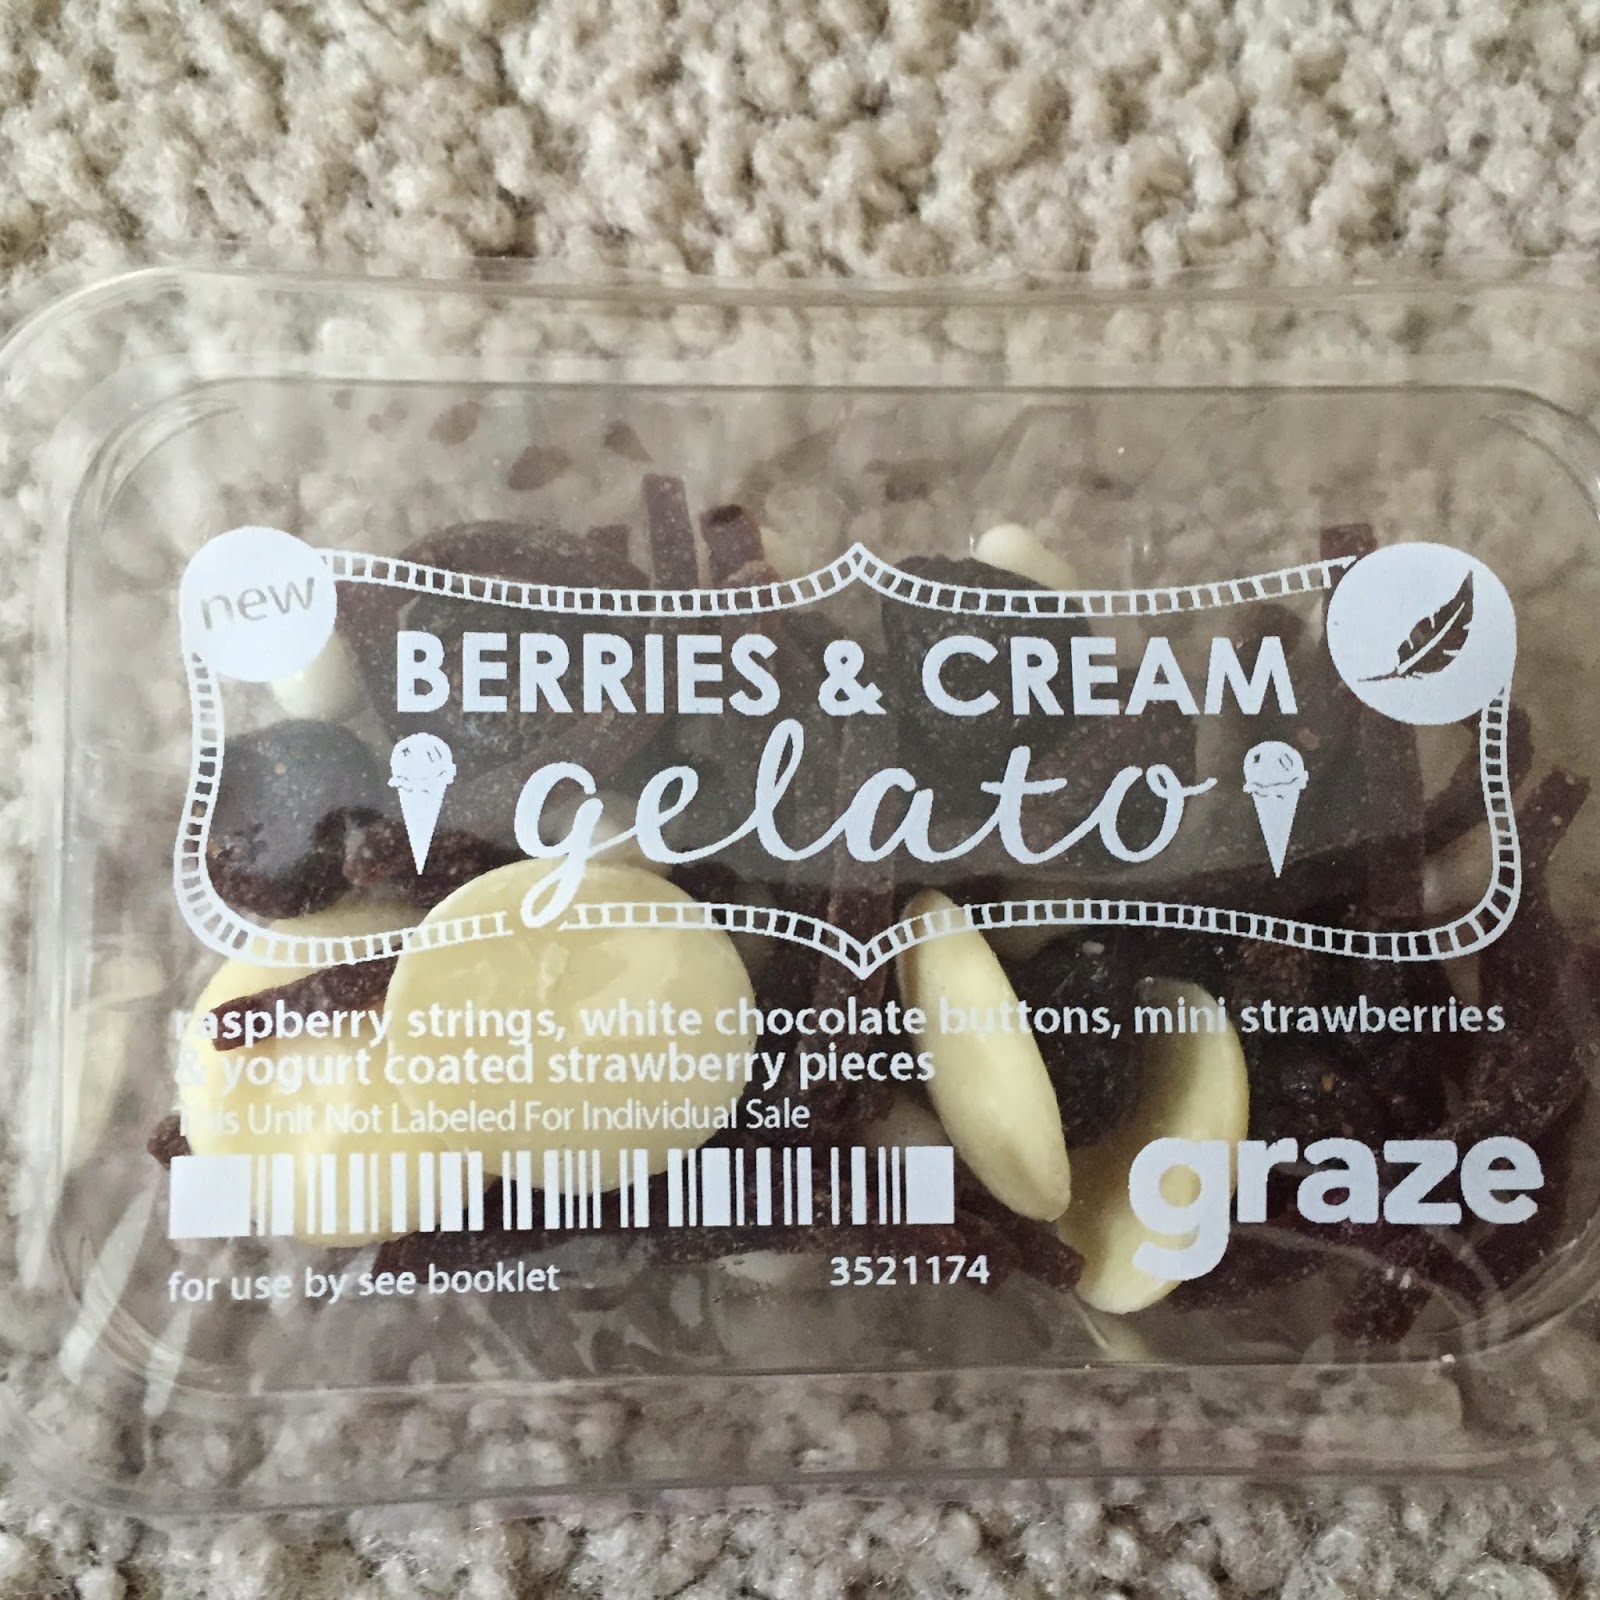 new
BERRIES & CREAM
gelato
raspberry strings, white chocolate buttons, mini strawberries
& yogurt coated strawberry pieces
This Unit Not Labeled For Individual Sale
graze
for use by see booklet
3521174